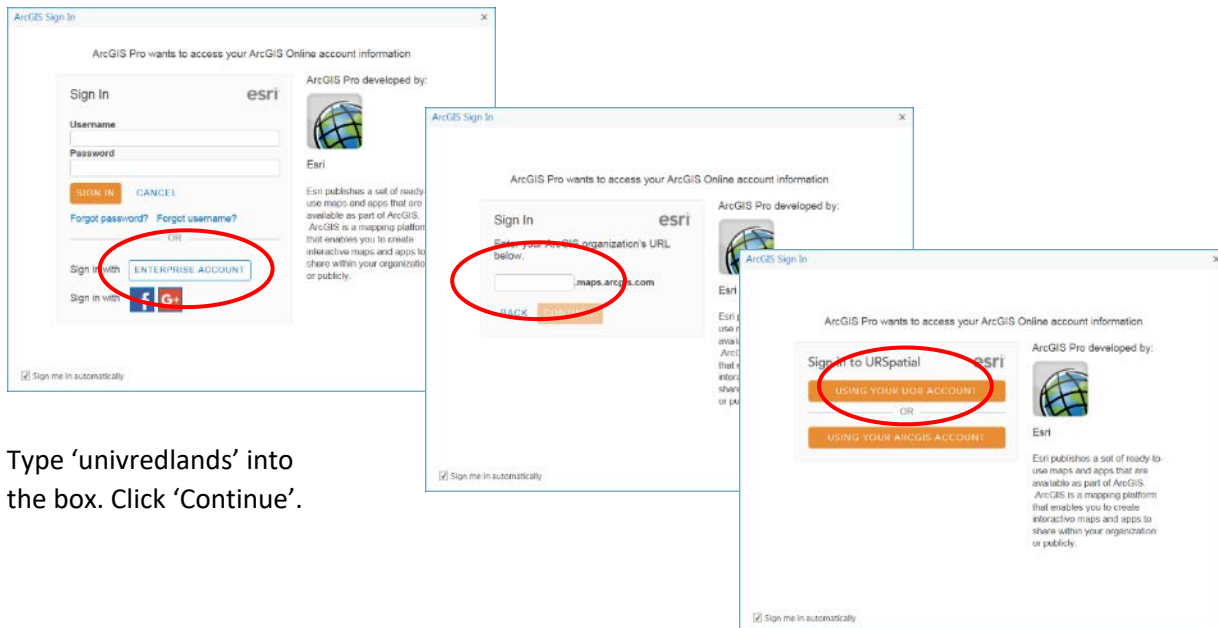 ArcGIS Sign In
×
ArcGIS Pro wants to access your ArcGIS Online account information
Sign In
esri
Username
Password
SIGN IN CANCEL
Forgot password? Forgot username?
OR
Sign in with ENTERPRISE ACCOUNT
Sign in with f G+
ArcGIS Pro developed by:
Esri
Esri publishes a set of ready-
use maps and apps that are
available as part of ArcGIS.
ArcGIS is a mapping platform
that enables you to create
interactive maps and apps to
share within your organizatio
or publicly.
Sign me in automatically
ArcGIS Sign In
×
ArcGIS Pro wants to access your ArcGIS Online account information
Sign In
esri
Enter your ArcGIS organization's URL
below.
.maps.arcgis.com
BACK CONTINUE
ArcGIS Pro developed by:
Esri
Esri
use
that
share
or pu
Sign me in automatically
ArcGIS Sign In
×
ArcGIS Pro wants to access your ArcGIS Online account information
Sign in to URSpatial
esri
USING YOUR UOR ACCOUNT
OR
USING YOUR ARCGIS ACCOUNT
ArcGIS Pro developed by:
Esri
Esri publishes a set of ready-to-
use maps and apps that are
available as part of ArcGIS.
ArcGIS is a mapping platform
that enables you to create
interactive maps and apps to
share within your organization
or publicly.
Sign me in automatically
Type ‘univredlands’ into
the box. Click ‘Continue’.